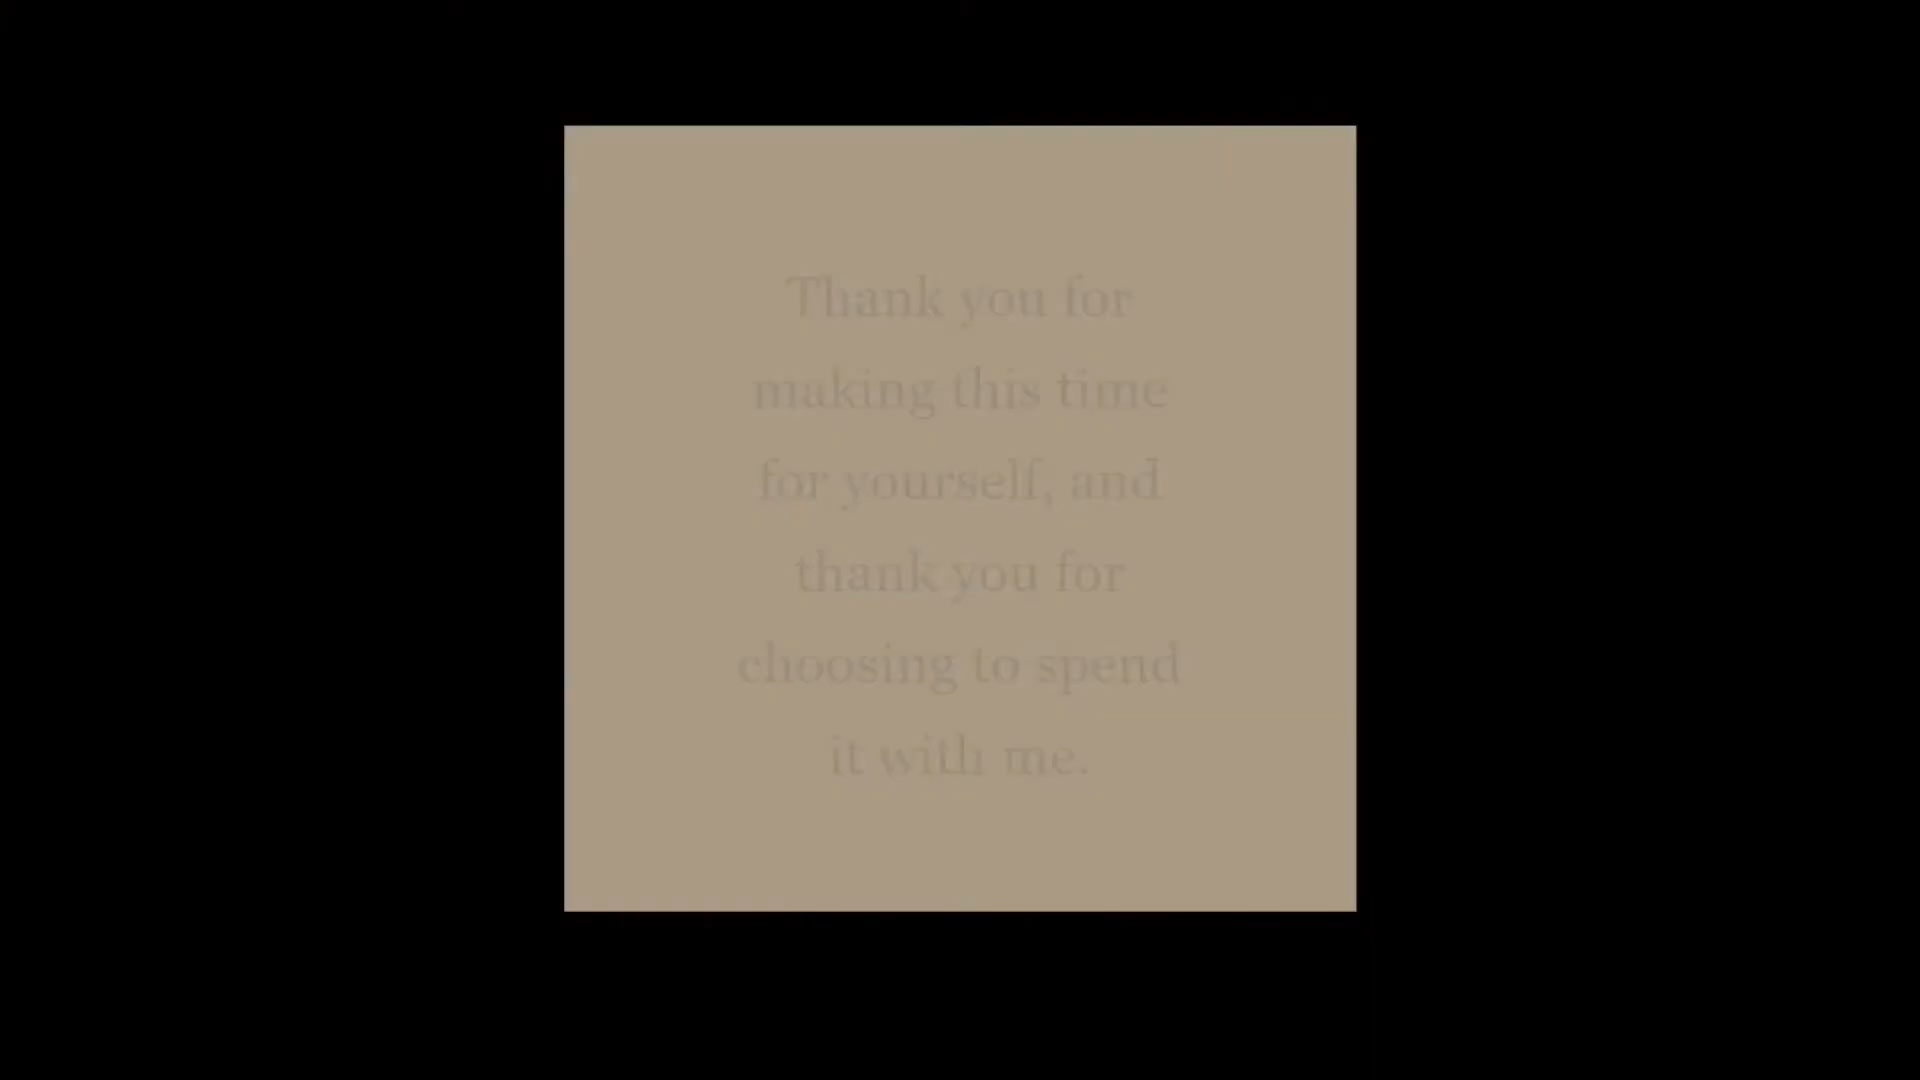 Thank you for
making this time
for yourself, and
thank you for
choosing to spend
it with me.